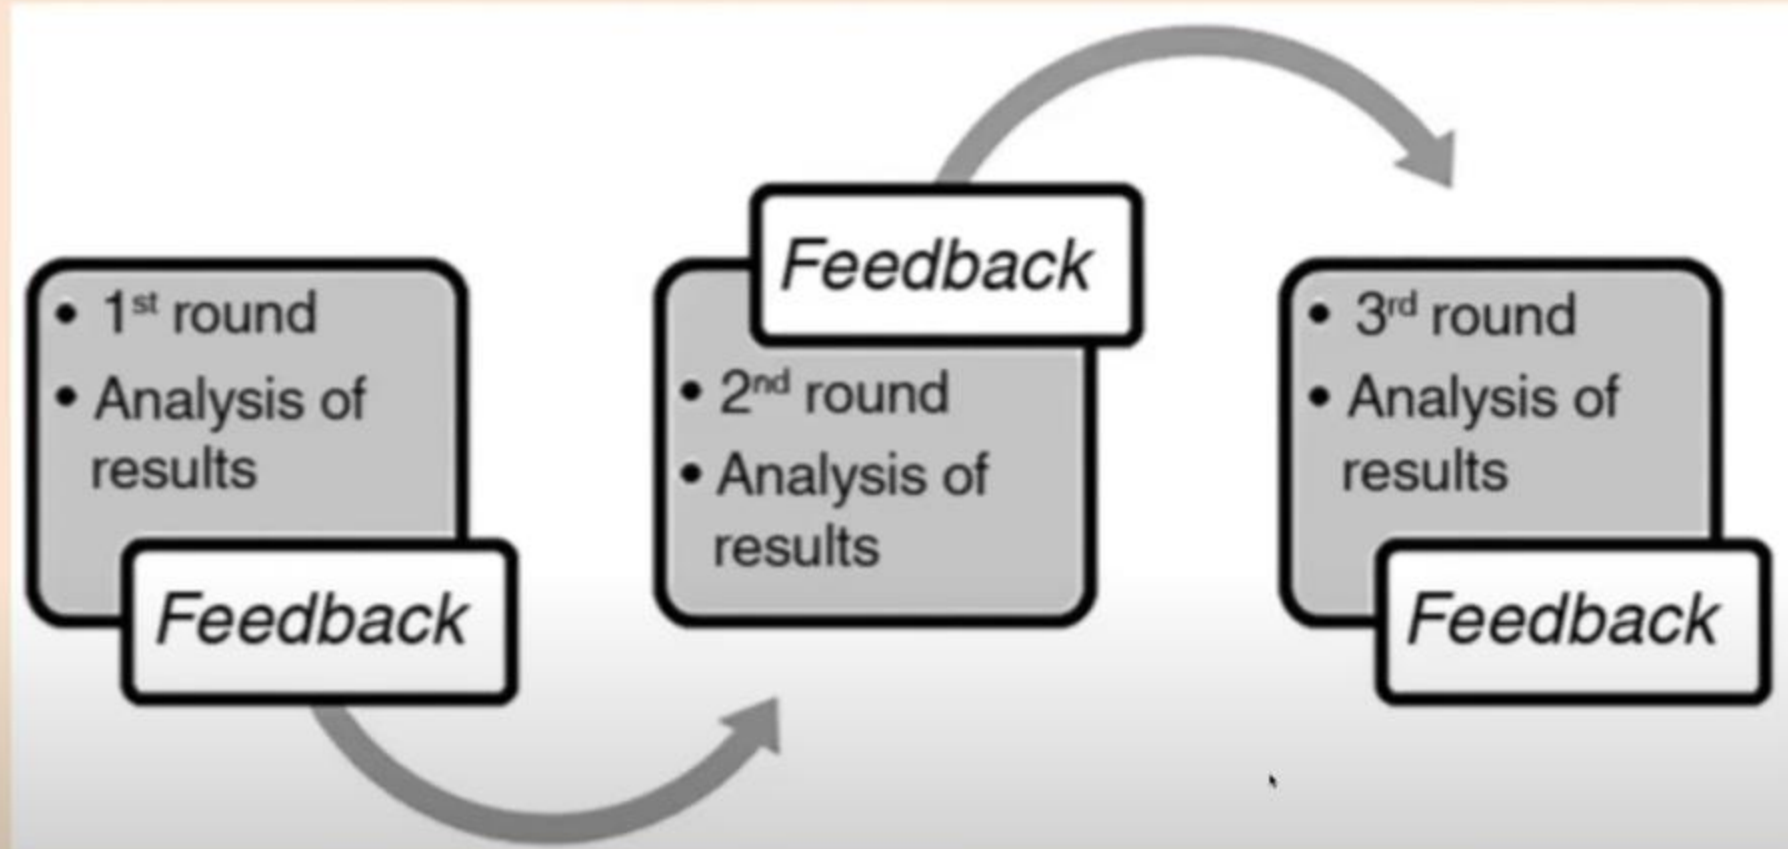 • 1st round
• Analysis of
results
Feedback
Feedback
• 2nd round
• Analysis of
results
• 3rd round
• Analysis of
results
Feedback